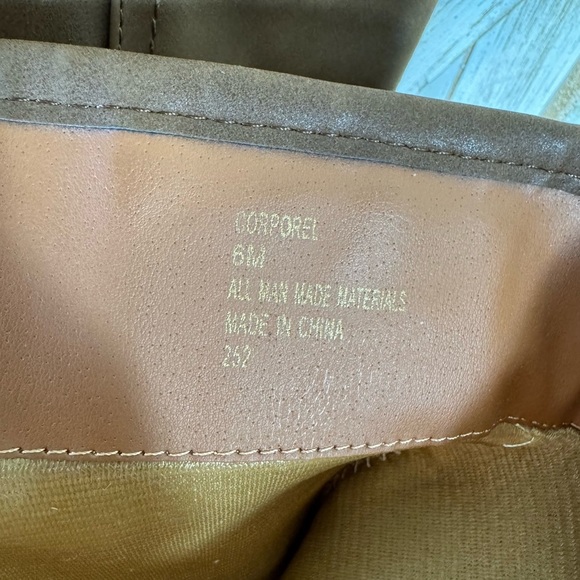 CORPOREL
6M
ALL MAN MADE MATERIALS
MADE IN CHINA
252